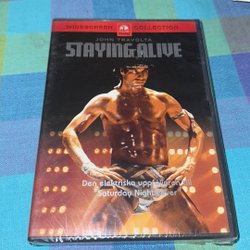 WIDESCREEN COLLECTION
JOHN TRAVOLTA
STAYING ALIVE
Den elektriska uppföljaren till
Saturday Night Fever